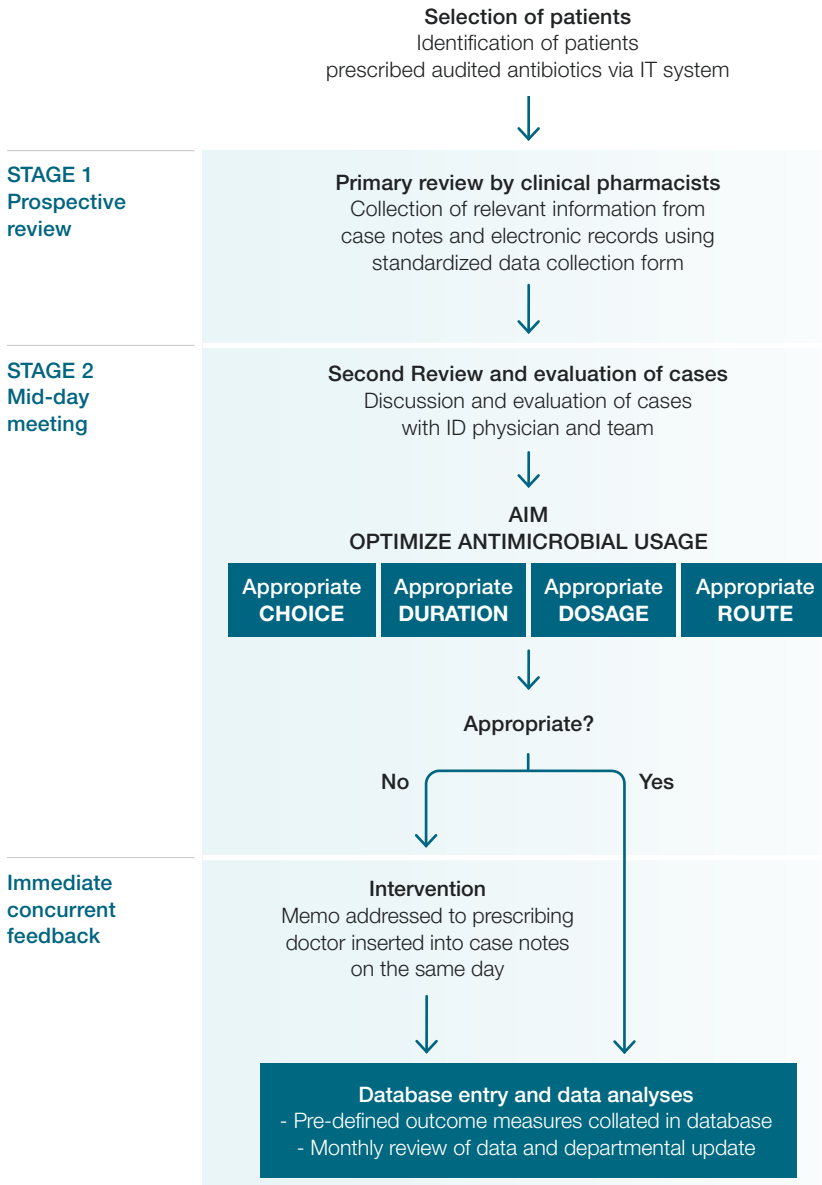 Selection of patients
Identification of patients
prescribed audited antibiotics via IT system
STAGE 1
Prospective
review
Primary review by clinical pharmacists
Collection of relevant information from
case notes and electronic records using
standardized data collection form
STAGE 2
Mid-day
meeting
Second Review and evaluation of cases
Discussion and evaluation of cases
with ID physician and team
AIM
OPTIMIZE ANTIMICROBIAL USAGE
Appropriate
CHOICE
Appropriate
DURATION
Appropriate
DOSAGE
Appropriate
ROUTE
Appropriate?
No
Yes
Immediate
concurrent
feedback
Intervention
Memo addressed to prescribing
doctor inserted into case notes
on the same day
Database entry and data analyses
- Pre-defined outcome measures collated in database
- Monthly review of data and departmental update